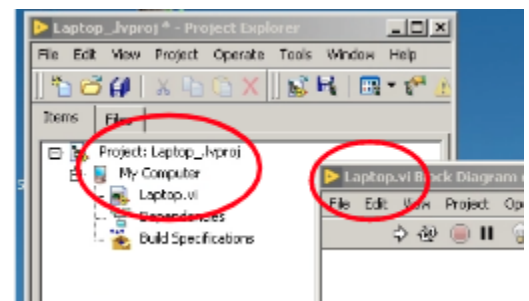 Laptop_.lvproj * - Project Explorer
File Edit View Project Operate Tools Window Help
Items Files
Project: Laptop_.lvproj
My Computer
Laptop.vi
Dependencies
Build Specifications
Laptop.vi Block Diagram
File Edit View Project Op